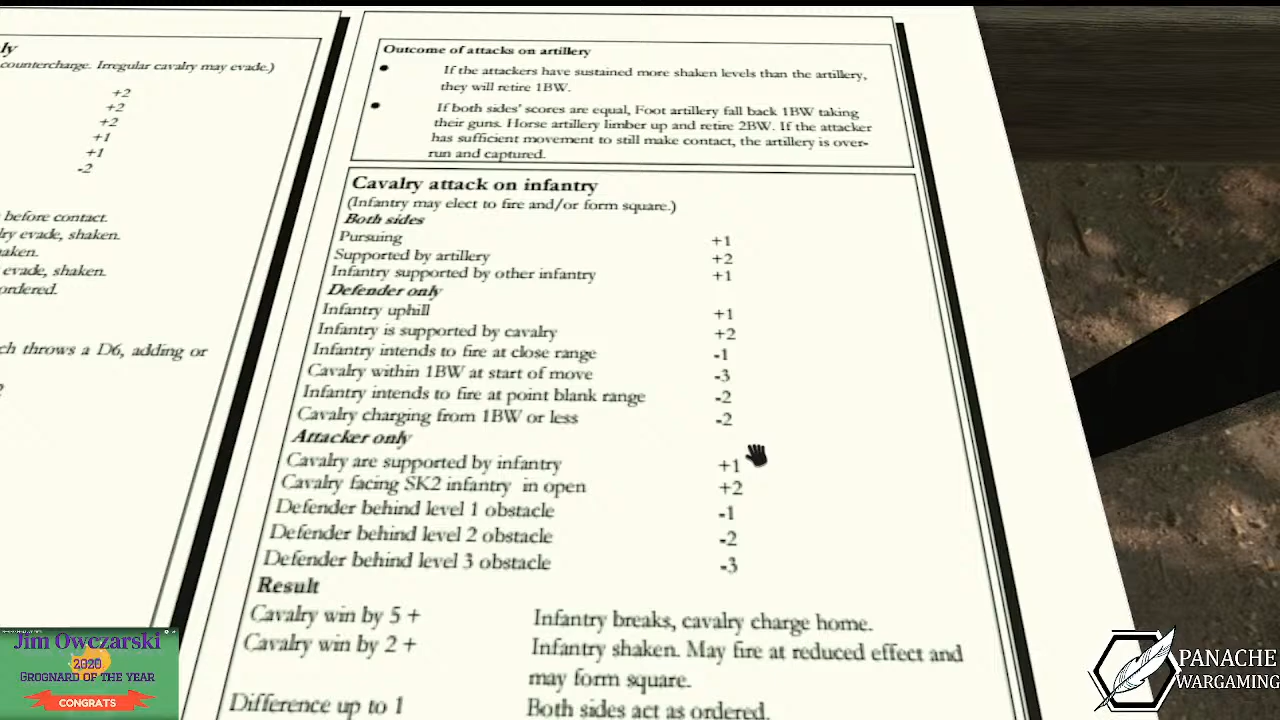 ly
countercharge. Irregular cavalry may evade.)
+2
+2
+2
+1
+1
-2
before contact.
ry evade, shaken.
aken.
evade, shaken.
ordered.
ch throws a D6, adding or
Outcome of attacks on artillery
If the attackers have sustained more shaken levels than the artillery,
they will retire 1BW.
If both sides' scores are equal, Foot artillery fall back 1BW taking
their guns. Horse artillery limber up and retire 2BW. If the attacker
has sufficient movement to still make contact, the artillery is over-
run and captured.
Cavalry attack on infantry
(Infantry may elect to fire and/or form square.)
Both sides
Pursuing +1
Supported by artillery +2
Infantry supported by other infantry +1
Defender only
Infantry uphill +1
Infantry is supported by cavalry +2
Infantry intends to fire at close range -1
Cavalry within 1BW at start of move -3
Infantry intends to fire at point blank range -2
Cavalry charging from 1BW or less -2
Attacker only
Cavalry are supported by infantry +1
Cavalry facing SK2 infantry in open +2
Defender behind level 1 obstacle -1
Defender behind level 2 obstacle -2
Defender behind level 3 obstacle -3
Result
Cavalry win by 5 + Infantry breaks, cavalry charge home.
Cavalry win by 2 + Infantry shaken. May fire at reduced effect and
may form square.
Difference up to 1 Both sides act as ordered.
Jim Owczarski
2020
GROGNARD OF THE YEAR
CONGRATS
PANACHE
WARGAMING